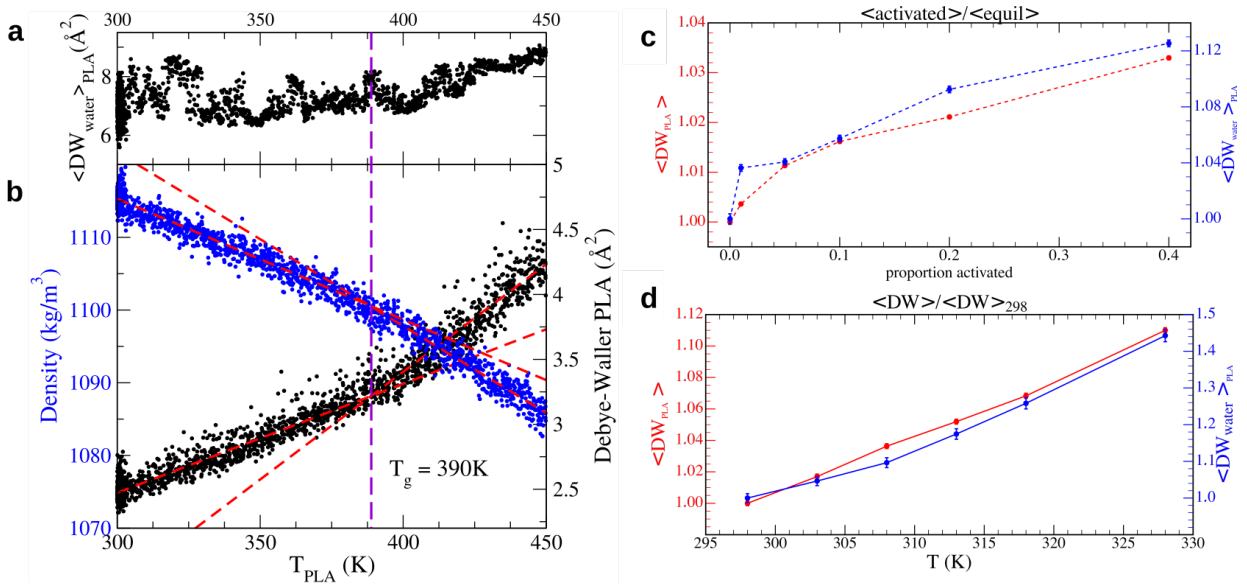 a
300 350 400 450
<DW_water>_PLA (Å²)
8
6
b
Density (kg/m³)
1110
1100
1090
1080
1070
5
4.5
4
3.5
3
2.5
Debye-Waller PLA (Å²)
T_g = 390K
300 350 400 450
T_PLA (K)
c
<activated>/<equil>
<DW_PLA>
1.04
1.03
1.02
1.01
1.00
1.12
1.08
1.04
1.00
<DW_water>_PLA
0.0 0.1 0.2 0.3 0.4
proportion activated
d
<DW>/<DW>₂₉₈
<DW_PLA>
1.12
1.10
1.08
1.06
1.04
1.02
1.00
1.5
1.4
1.3
1.2
1.1
1.0
<DW_water>_PLA
295 300 305 310 315 320 325 330
T (K)